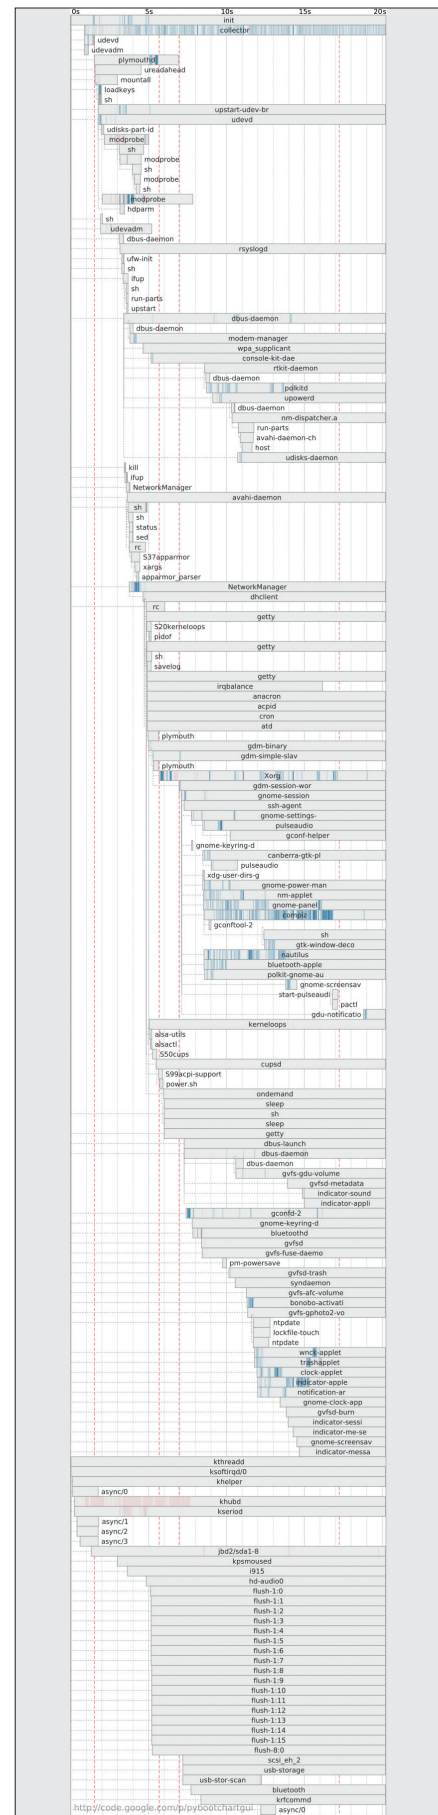 0s 5s 10s 15s 20s
init
collector
udevd
udevadm
plymouthd
ureadahead
mountall
loadkeys
sh
upstart-udev-br
udevd
udisks-part-id
modprobe
sh
modprobe
sh
modprobe
sh
modprobe
hdparm
sh
udevadm
dbus-daemon
rsyslogd
ufw-init
sh
ifup
sh
run-parts
upstart
dbus-daemon
dbus-daemon
modem-manager
wpa_supplicant
console-kit-dae
rtkit-daemon
dbus-daemon
polkitd
upowerd
dbus-daemon
nm-dispatcher.a
run-parts
avahi-daemon-ch
host
udisks-daemon
kill
ifup
NetworkManager
avahi-daemon
sh
sh
status
sed
rc
S37apparmor
xargs
apparmor_parser
NetworkManager
dhclient
rc
getty
S20kerneloops
pidof
getty
sh
savelog
getty
irqbalance
anacron
acpid
cron
atd
plymouth
gdm-binary
gdm-simple-slav
plymouth
Xorg
gdm-session-wor
gnome-session
ssh-agent
gnome-settings-
pulseaudio
gconf-helper
gnome-keyring-d
canberra-gtk-pl
pulseaudio
xdg-user-dirs-g
gnome-power-man
nm-applet
gnome-panel
compiz
gconftool-2
sh
gtk-window-deco
nautilus
bluetooth-apple
polkit-gnome-au
gnome-screensav
start-pulseaudi
pactl
gdu-notificatio
kerneloops
alsa-utils
alsactl
S50cups
cupsd
S99acpi-support
power.sh
ondemand
sleep
sh
sleep
getty
dbus-launch
dbus-daemon
dbus-daemon
gvfs-gdu-volume
gvfsd-metadata
indicator-sound
indicator-appli
gconfd-2
gnome-keyring-d
bluetoothd
gvfsd
gvfs-fuse-daemo
pm-powersave
gvfsd-trash
syndaemon
gvfs-afc-volume
bonobo-activati
gvfs-gphoto2-vo
ntpdate
lockfile-touch
ntpdate
wnck-applet
trashapplet
clock-applet
indicator-apple
notification-ar
gnome-clock-app
gvfsd-burn
indicator-sessi
indicator-me-se
gnome-screensav
indicator-messa
kthreadd
ksoftirqd/0
khelper
async/0
khubd
kseriod
async/1
async/2
async/3
jbd2/sda1-8
kpsmoused
i915
hd-audio0
flush-1:0
flush-1:1
flush-1:2
flush-1:3
flush-1:4
flush-1:5
flush-1:6
flush-1:7
flush-1:8
flush-1:9
flush-1:10
flush-1:11
flush-1:12
flush-1:13
flush-1:14
flush-1:15
flush-8:0
scsi_eh_2
usb-storage
usb-stor-scan
bluetooth
krfcommd
http://code.google.com/p/pybootchartgui async/0